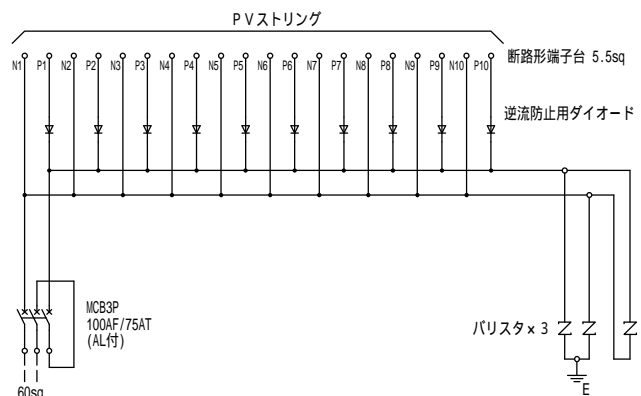 PVストリング
N1 P1 N2 P2 N3 P3 N4 P4 N5 P5 N6 P6 N7 P7 N8 P8 N9 P9 N10 P10
断路形端子台 5.5sq
逆流防止用ダイオード
MCB3P
100AF/75AT
(AL付)
バリスタ×3
60sq
E